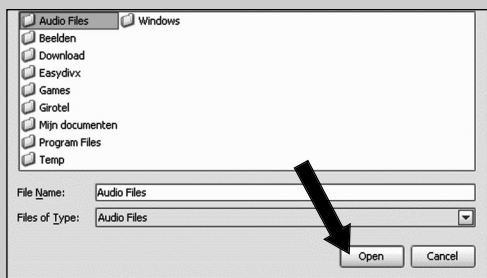 Audio Files Windows
Beelden
Download
Easydivx
Games
Girotel
Mijn documenten
Program Files
Temp
File Name: Audio Files
Files of Type: Audio Files
Open Cancel